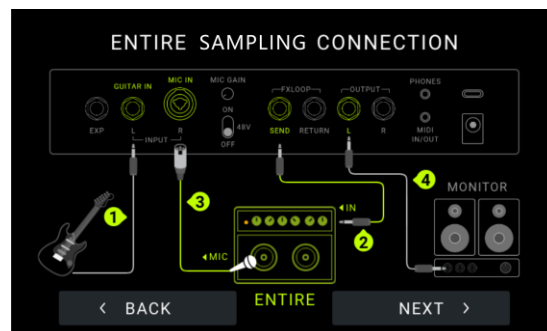 ENTIRE SAMPLING CONNECTION
GUITAR IN
MIC IN
MIC GAIN
ON
48V
OFF
FXLOOP
OUTPUT
PHONES
EXP
L
INPUT
R
SEND
RETURN
L
R
MIDI
IN/OUT
1
3
4
MONITOR
IN
2
MIC
ENTIRE
< BACK
NEXT >